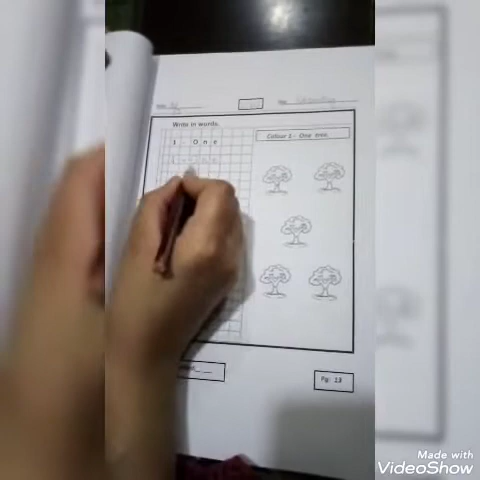 Write in words.
Colour 1 - One tree.
1 One
Pg: 13
Made with
VideoShow